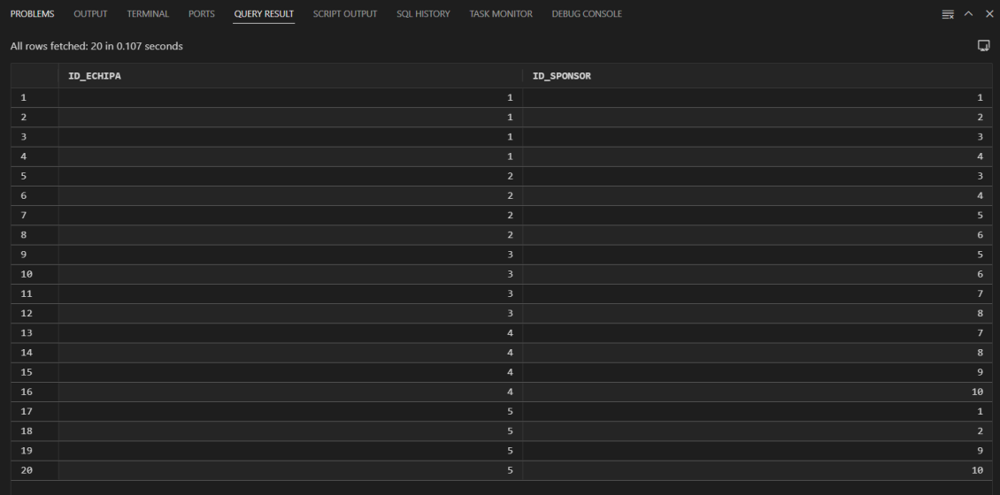 PROBLEMS OUTPUT TERMINAL PORTS QUERY RESULT SCRIPT OUTPUT SQL HISTORY TASK MONITOR DEBUG CONSOLE
All rows fetched: 20 in 0.107 seconds
ID_ECHIPA ID_SPONSOR
1 1 1
2 1 2
3 1 3
4 1 4
5 2 3
6 2 4
7 2 5
8 2 6
9 3 5
10 3 6
11 3 7
12 3 8
13 4 7
14 4 8
15 4 9
16 4 10
17 5 1
18 5 2
19 5 9
20 5 10